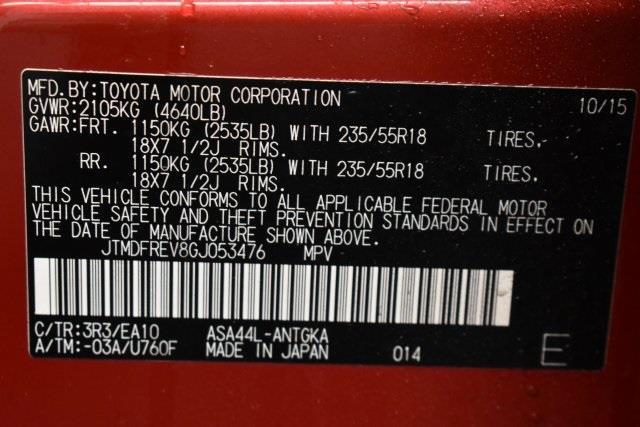 MFD.BY:TOYOTA MOTOR CORPORATION 10/15
GVWR:2105KG (4640LB)
GAWR:FRT. 1150KG (2535LB) WITH 235/55R18 TIRES.
18X7 1/2J RIMS.
RR. 1150KG (2535LB) WITH 235/55R18 TIRES.
18X7 1/2J RIMS.
THIS VEHICLE CONFORMS TO ALL APPLICABLE FEDERAL MOTOR
VEHICLE SAFETY AND THEFT PREVENTION STANDARDS IN EFFECT ON
THE DATE OF MANUFACTURE SHOWN ABOVE.
JTMDFREV8GJ053476 MPV
C/TR:3R3/EA10 ASA44L-ANTGKA
A/TM:-03A/U760F MADE IN JAPAN 014 E